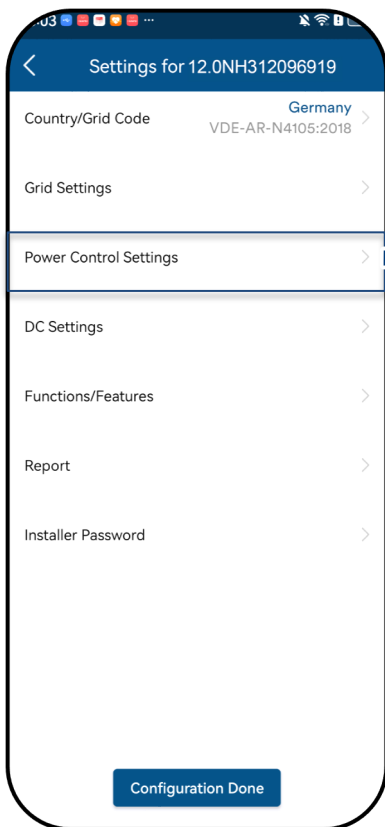 :03
Settings for 12.0NH312096919
Country/Grid Code
Germany
VDE-AR-N4105:2018
Grid Settings
Power Control Settings
DC Settings
Functions/Features
Report
Installer Password
Configuration Done